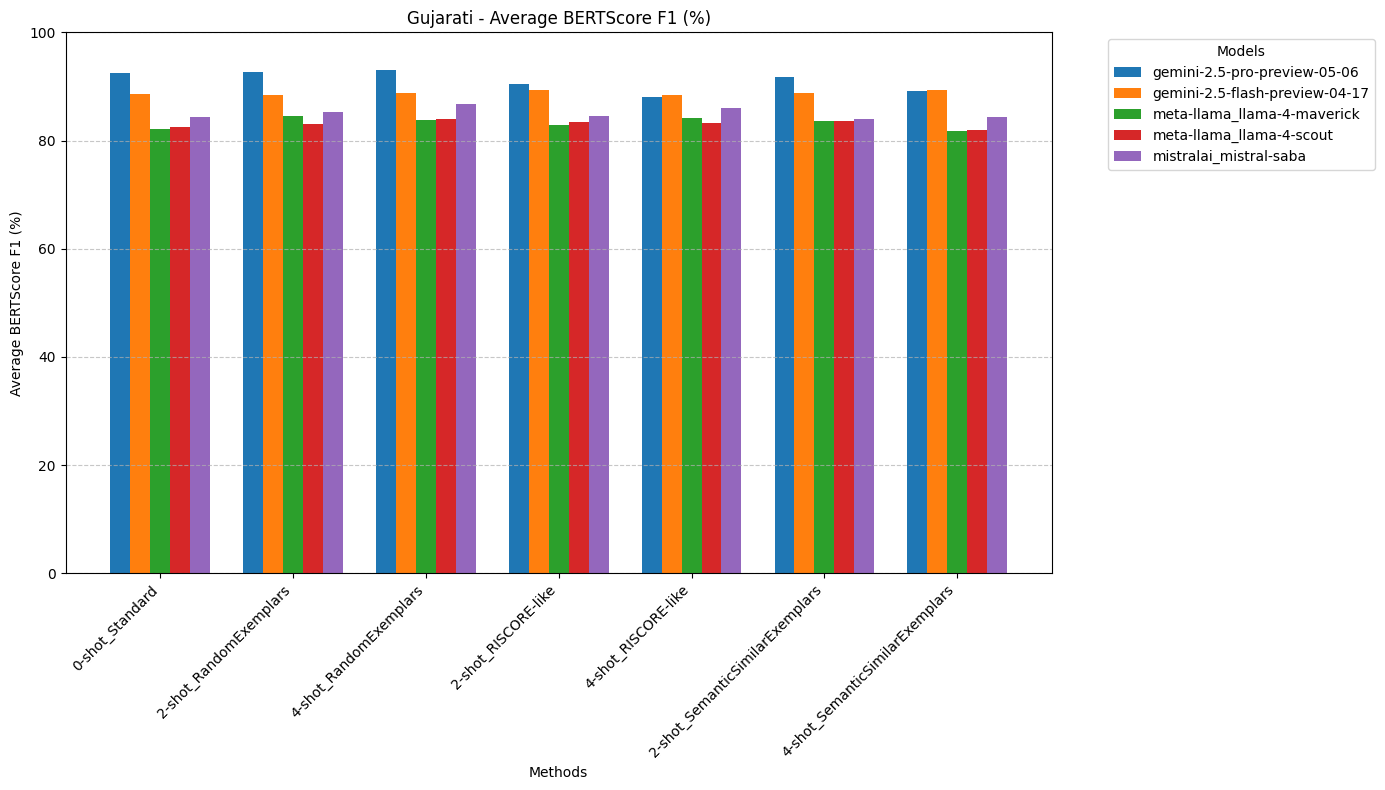 Gujarati - Average BERTScore F1 (%)
Average BERTScore F1 (%)
100
80
60
40
20
0
0-shot_Standard
2-shot_RandomExemplars
4-shot_RandomExemplars
2-shot_RISCORE-like
4-shot_RISCORE-like
2-shot_SemanticSimilarExemplars
4-shot_SemanticSimilarExemplars
Methods
Models
gemini-2.5-pro-preview-05-06
gemini-2.5-flash-preview-04-17
meta-llama_llama-4-maverick
meta-llama_llama-4-scout
mistralai_mistral-saba